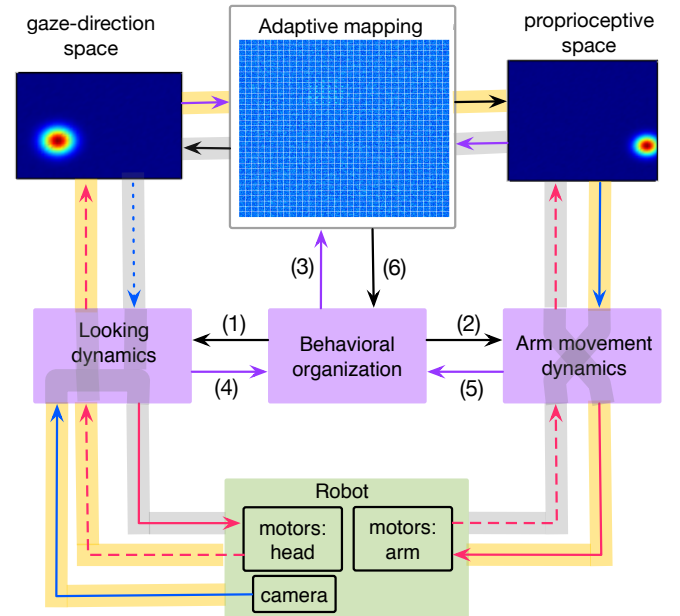 gaze-direction
space
Adaptive mapping
proprioceptive
space
(3)
(6)
Looking
dynamics
(1)
(4)
Behavioral
organization
(2)
(5)
Arm movement
dynamics
Robot
motors:
head
motors:
arm
camera